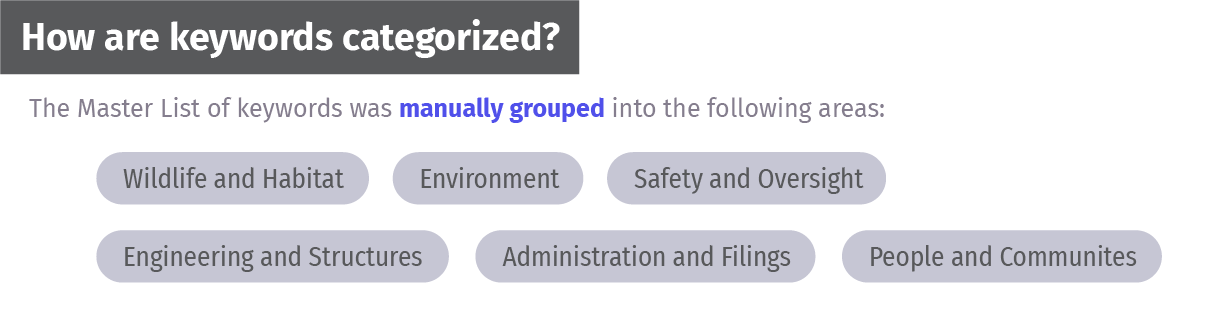 How are keywords categorized?
The Master List of keywords was manually grouped into the following areas:
Wildlife and Habitat Environment Safety and Oversight
Engineering and Structures Administration and Filings People and Communites